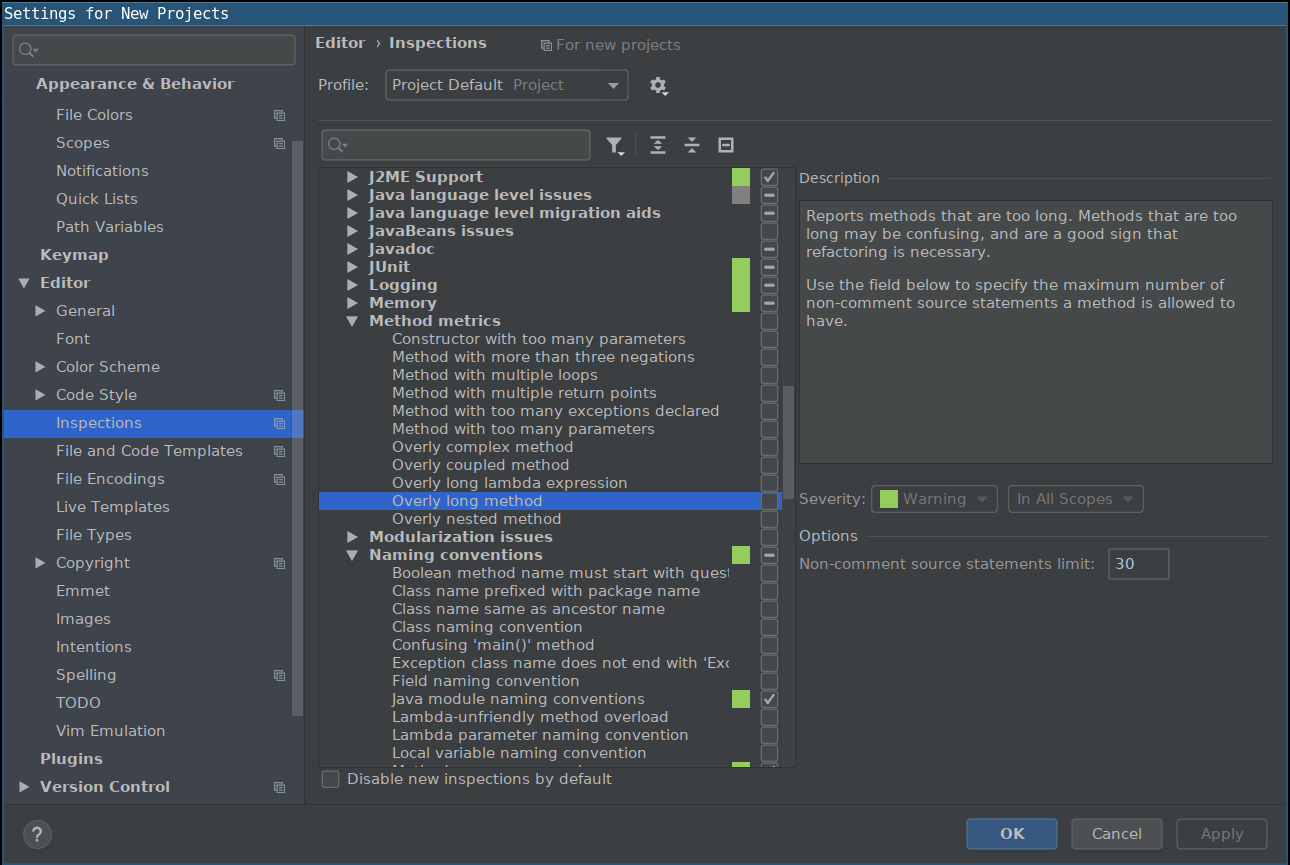 Settings for New Projects
Appearance & Behavior
File Colors
Scopes
Notifications
Quick Lists
Path Variables
Keymap
Editor
General
Font
Color Scheme
Code Style
Inspections
File and Code Templates
File Encodings
Live Templates
File Types
Copyright
Emmet
Images
Intentions
Spelling
TODO
Vim Emulation
Plugins
Version Control
Editor › Inspections
For new projects
Profile: Project Default Project
J2ME Support
Java language level issues
Java language level migration aids
JavaBeans issues
Javadoc
JUnit
Logging
Memory
Method metrics
Constructor with too many parameters
Method with more than three negations
Method with multiple loops
Method with multiple return points
Method with too many exceptions declared
Method with too many parameters
Overly complex method
Overly coupled method
Overly long lambda expression
Overly long method
Overly nested method
Modularization issues
Naming conventions
Boolean method name must start with quest
Class name prefixed with package name
Class name same as ancestor name
Class naming convention
Confusing 'main()' method
Exception class name does not end with 'Exc
Field naming convention
Java module naming conventions
Lambda-unfriendly method overload
Lambda parameter naming convention
Local variable naming convention
Disable new inspections by default
Description
Reports methods that are too long. Methods that are too
long may be confusing, and are a good sign that
refactoring is necessary.
Use the field below to specify the maximum number of
non-comment source statements a method is allowed to
have.
Severity: Warning In All Scopes
Options
Non-comment source statements limit: 30
?
OK Cancel Apply